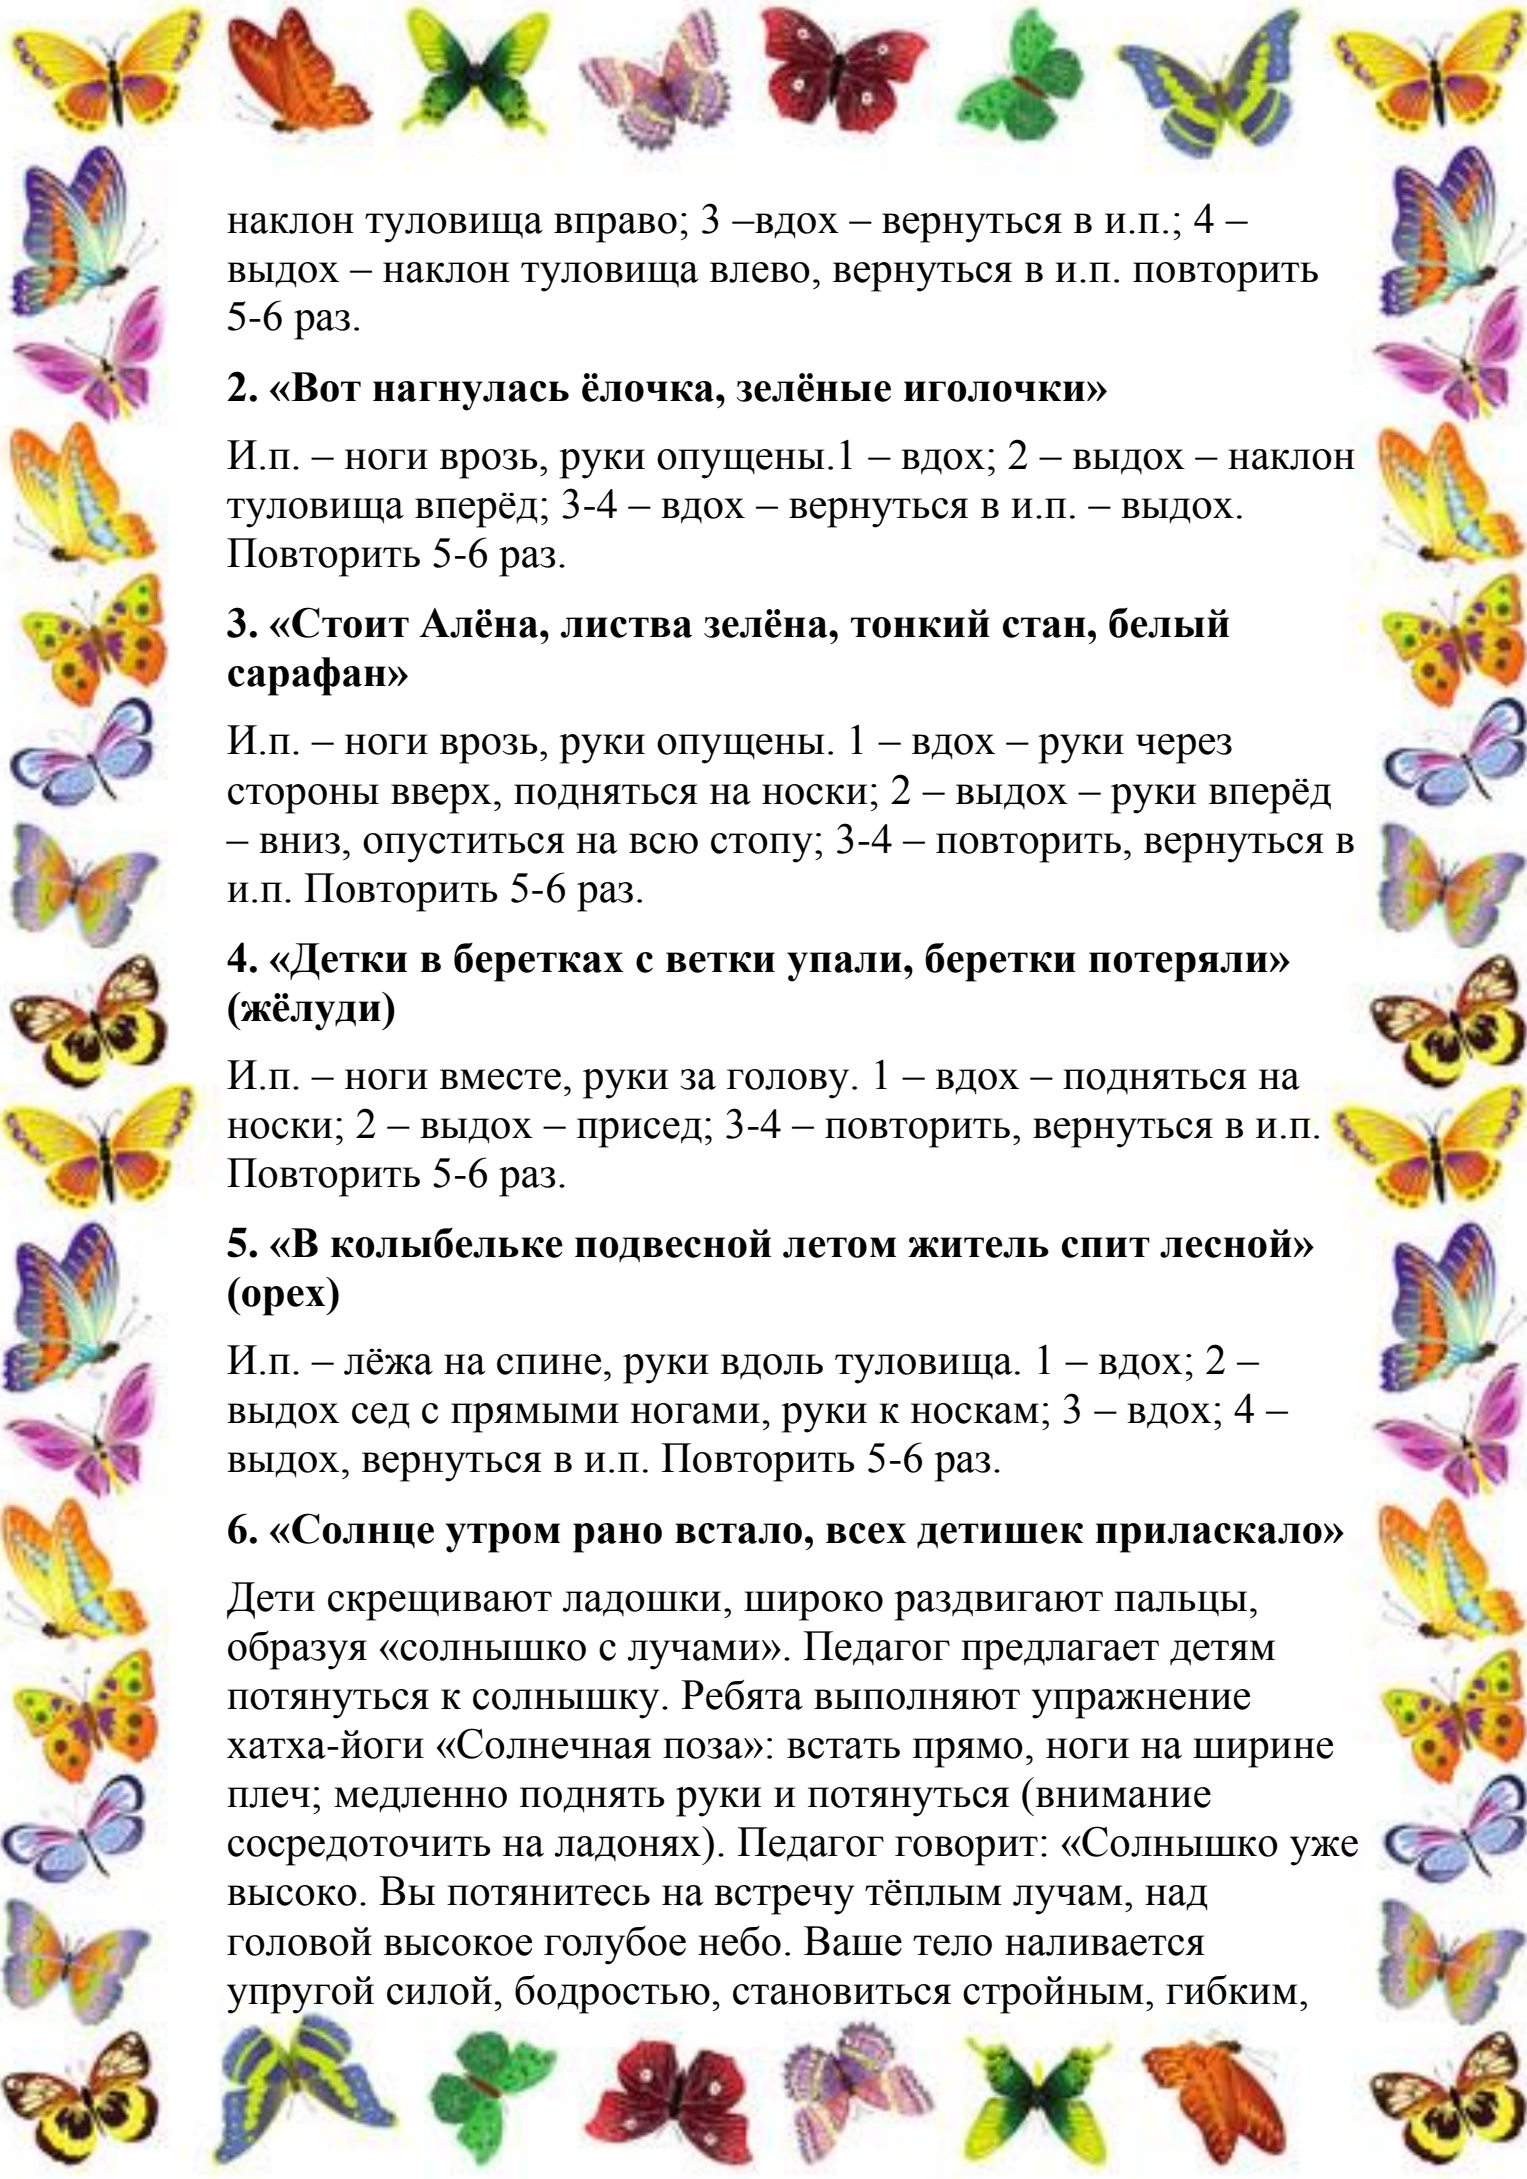 наклон туловища вправо; 3 –вдох – вернуться в и.п.; 4 –
выдох – наклон туловища влево, вернуться в и.п. повторить
5-6 раз.
2. «Вот нагнулась ёлочка, зелёные иголочки»
И.п. – ноги врозь, руки опущены.1 – вдох; 2 – выдох – наклон
туловища вперёд; 3-4 – вдох – вернуться в и.п. – выдох.
Повторить 5-6 раз.
3. «Стоит Алёна, листва зелёна, тонкий стан, белый
сарафан»
И.п. – ноги врозь, руки опущены. 1 – вдох – руки через
стороны вверх, подняться на носки; 2 – выдох – руки вперёд
– вниз, опуститься на всю стопу; 3-4 – повторить, вернуться в
и.п. Повторить 5-6 раз.
4. «Детки в беретках с ветки упали, беретки потеряли»
(жёлуди)
И.п. – ноги вместе, руки за голову. 1 – вдох – подняться на
носки; 2 – выдох – присед; 3-4 – повторить, вернуться в и.п.
Повторить 5-6 раз.
5. «В колыбельке подвесной летом житель спит лесной»
(орех)
И.п. – лёжа на спине, руки вдоль туловища. 1 – вдох; 2 –
выдох сед с прямыми ногами, руки к носкам; 3 – вдох; 4 –
выдох, вернуться в и.п. Повторить 5-6 раз.
6. «Солнце утром рано встало, всех детишек приласкало»
Дети скрещивают ладошки, широко раздвигают пальцы,
образуя «солнышко с лучами». Педагог предлагает детям
потянуться к солнышку. Ребята выполняют упражнение
хатха-йоги «Солнечная поза»: встать прямо, ноги на ширине
плеч; медленно поднять руки и потянуться (внимание
сосредоточить на ладонях). Педагог говорит: «Солнышко уже
высоко. Вы потянитесь на встречу тёплым лучам, над
головой высокое голубое небо. Ваше тело наливается
упругой силой, бодростью, становиться стройным, гибким,